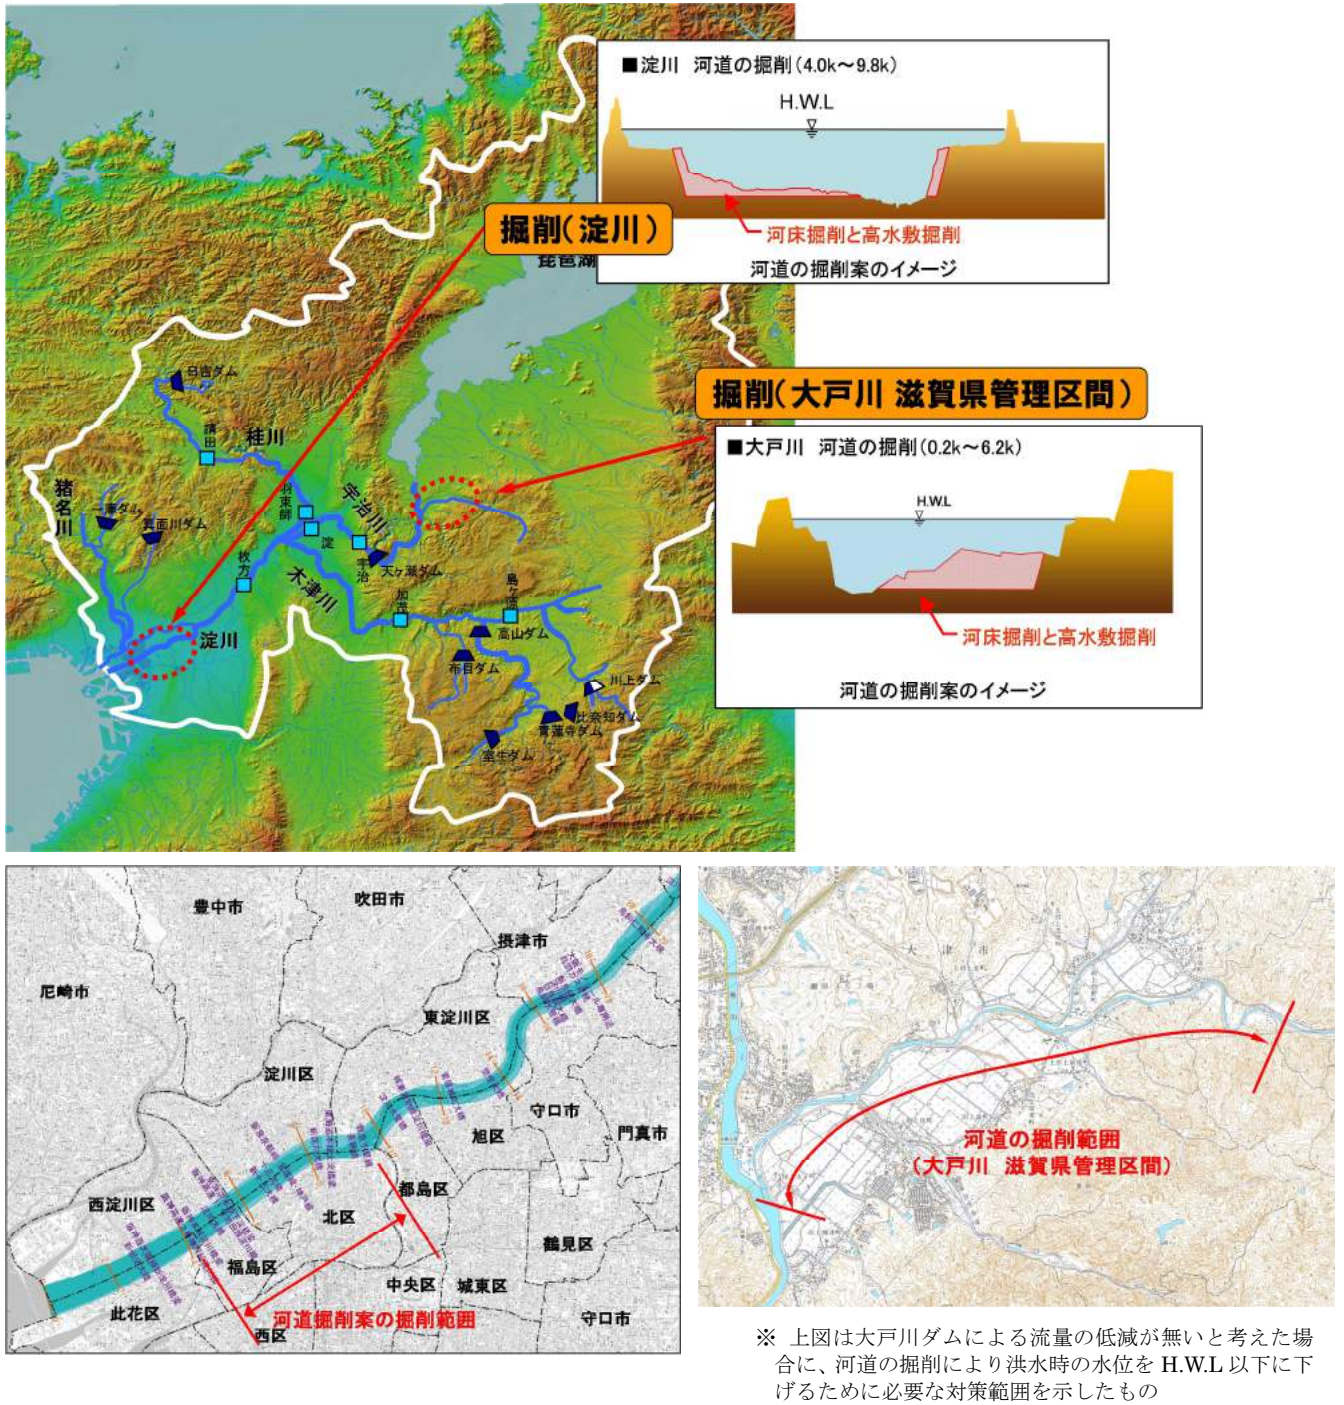 ■淀川 河道の掘削(4.0k～9.8k)
H.W.L
河床掘削と高水敷掘削
河道の掘削案のイメージ
掘削(淀川)
琵琶湖
掘削(大戸川 滋賀県管理区間)
■大戸川 河道の掘削(0.2k～6.2k)
H.W.L
河床掘削と高水敷掘削
河道の掘削案のイメージ
日吉ダム
請田
桂川
猪名川
一庫ダム
箕面川ダム
羽束師
淀
宇治川
宇治
天ヶ瀬ダム
枚方
木津川
加茂
島ヶ原
高山ダム
布目ダム
川上ダム
比奈知ダム
青蓮寺ダム
室生ダム
淀川
豊中市
吹田市
摂津市
尼崎市
東淀川区
淀川区
守口市
旭区
門真市
西淀川区
都島区
北区
鶴見区
福島区
中央区
城東区
此花区
守口市
西区
河道掘削案の掘削範囲
大津市
河道の掘削範囲
(大戸川 滋賀県管理区間)
※ 上図は大戸川ダムによる流量の低減が無いと考えた場
合に、河道の掘削により洪水時の水位を H.W.L 以下に下
げるために必要な対策範囲を示したもの